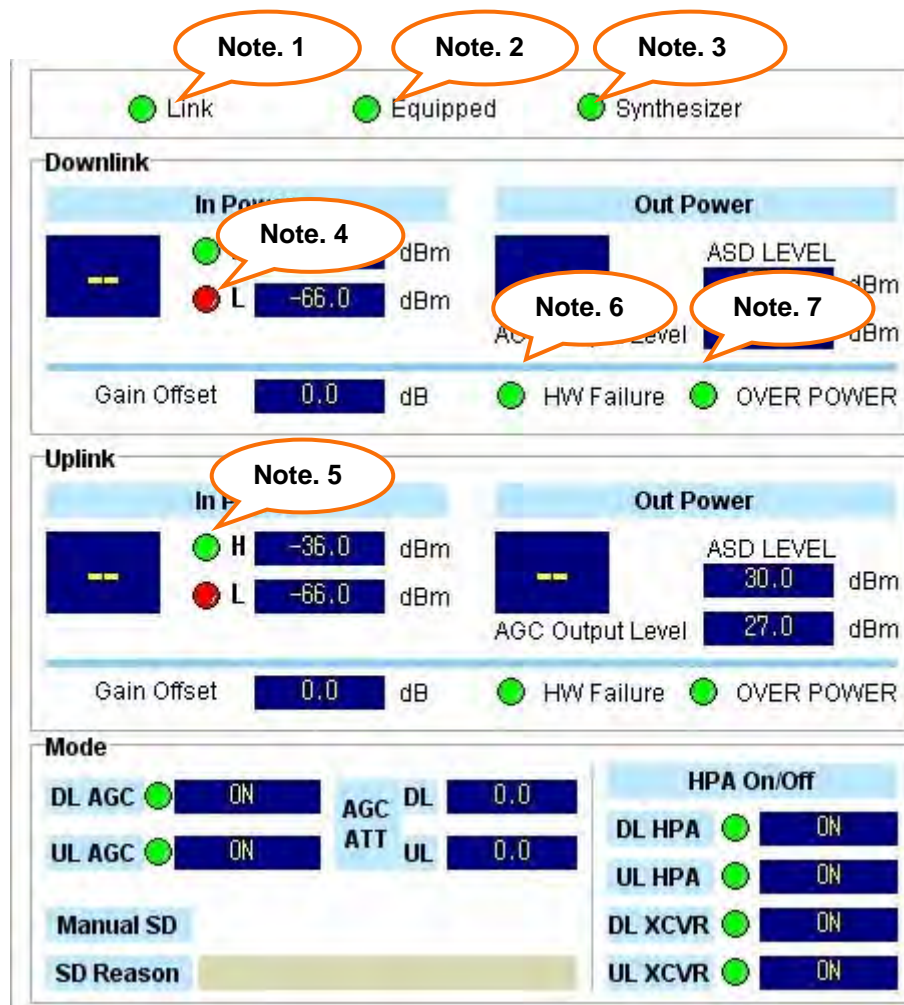 Note. 1 Note. 2 Note. 3
Link Equipped Synthesizer
Downlink
Out Power
Note. 4
dBm
ASD LEVEL
-- dBm
L -66.0 dBm
Note. 6 Note. 7
dBm
Gain Offset 0.0 dB HW Failure OVER POWER
Uplink
Note. 5
Out Power
H -36.0 dBm
ASD LEVEL
-- -- 30.0 dBm
L -66.0 dBm
AGC Output Level 27.0 dBm
Gain Offset 0.0 dB HW Failure OVER POWER
Mode
HPA On/Off
DL AGC ON
AGC ATT
DL 0.0
DL HPA ON
UL AGC ON
UL 0.0
UL HPA ON
Manual SD
DL XCVR ON
SD Reason
UL XCVR ON